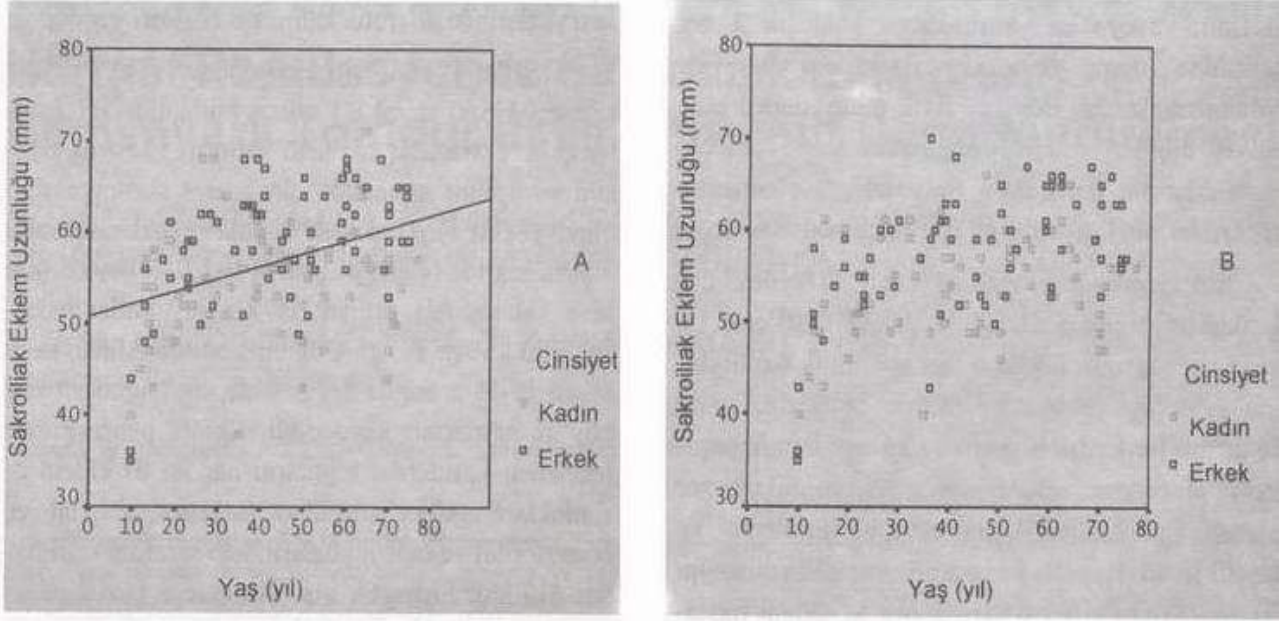 80
70
60
50
40
30
0 10 20 30 40 50 60 70 80
Sakroiliak Eklem Uzunluğu (mm)
Yaş (yıl)
A
Cinsiyet
Kadın
Erkek
80
70
60
50
40
30
0 10 20 30 40 50 60 70 80
Sakroiliak Eklem Uzunluğu (mm)
Yaş (yıl)
B
Cinsiyet
Kadın
Erkek